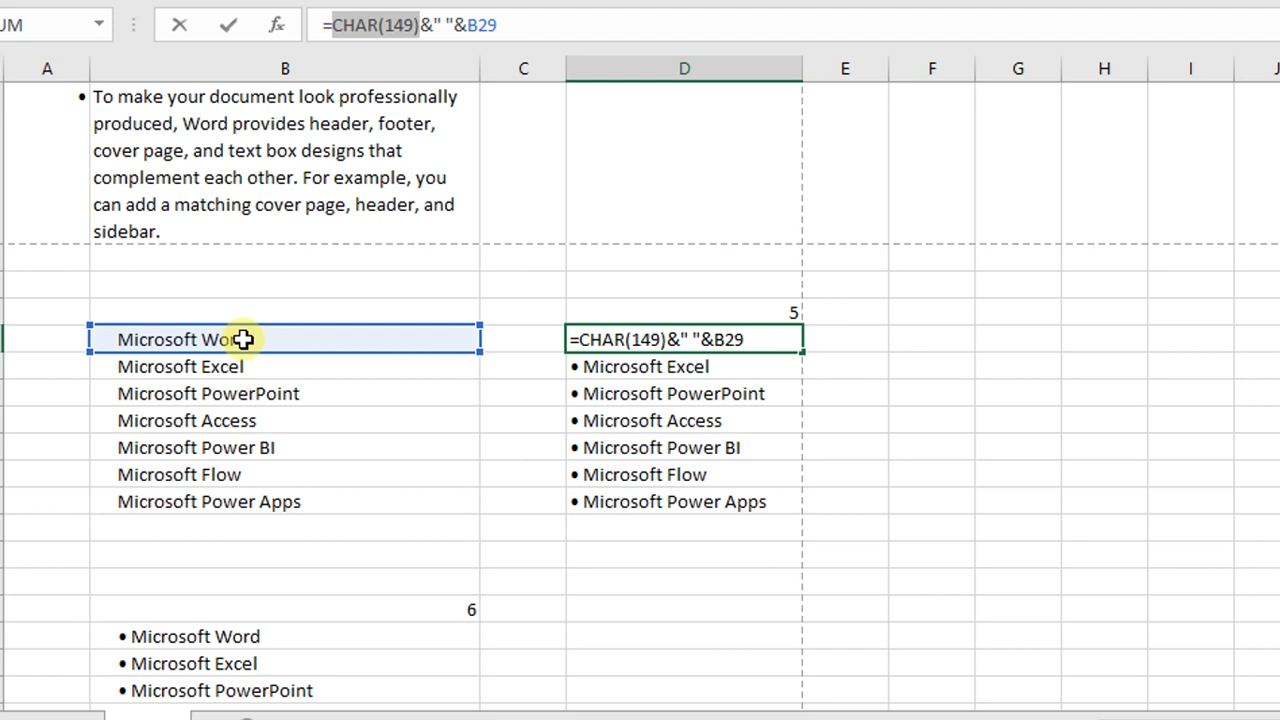 UM
=CHAR(149)&" "&B29
A B C D E F G H I J
• To make your document look professionally
produced, Word provides header, footer,
cover page, and text box designs that
complement each other. For example, you
can add a matching cover page, header, and
sidebar.
5
Microsoft Wor =CHAR(149)&" "&B29
Microsoft Excel • Microsoft Excel
Microsoft PowerPoint • Microsoft PowerPoint
Microsoft Access • Microsoft Access
Microsoft Power BI • Microsoft Power BI
Microsoft Flow • Microsoft Flow
Microsoft Power Apps • Microsoft Power Apps
6
• Microsoft Word
• Microsoft Excel
• Microsoft PowerPoint